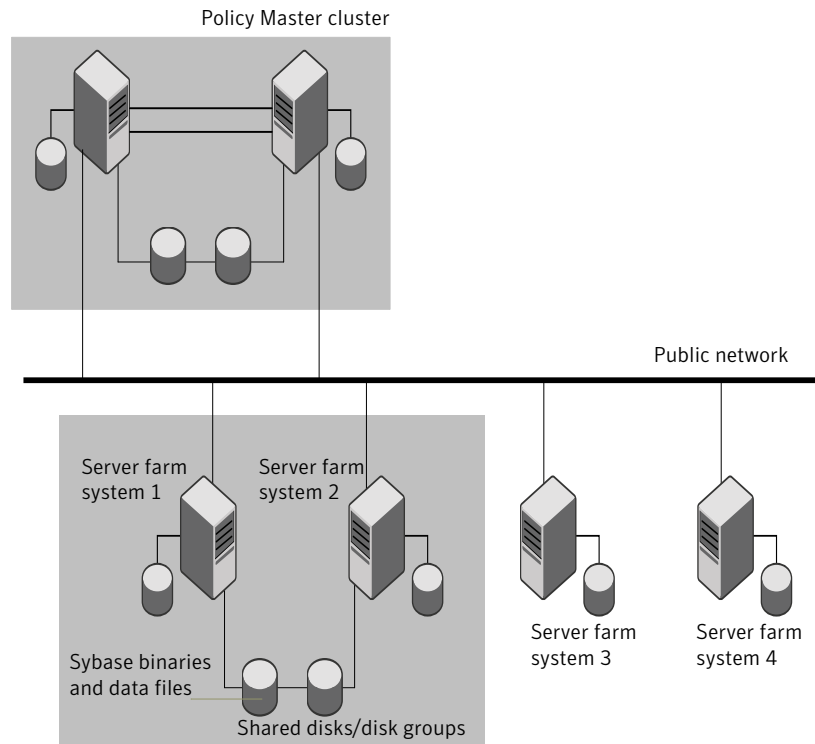 Policy Master cluster
Public network
Server farm
system 1
Server farm
system 2
Server farm
system 3
Server farm
system 4
Sybase binaries
and data files
Shared disks/disk groups